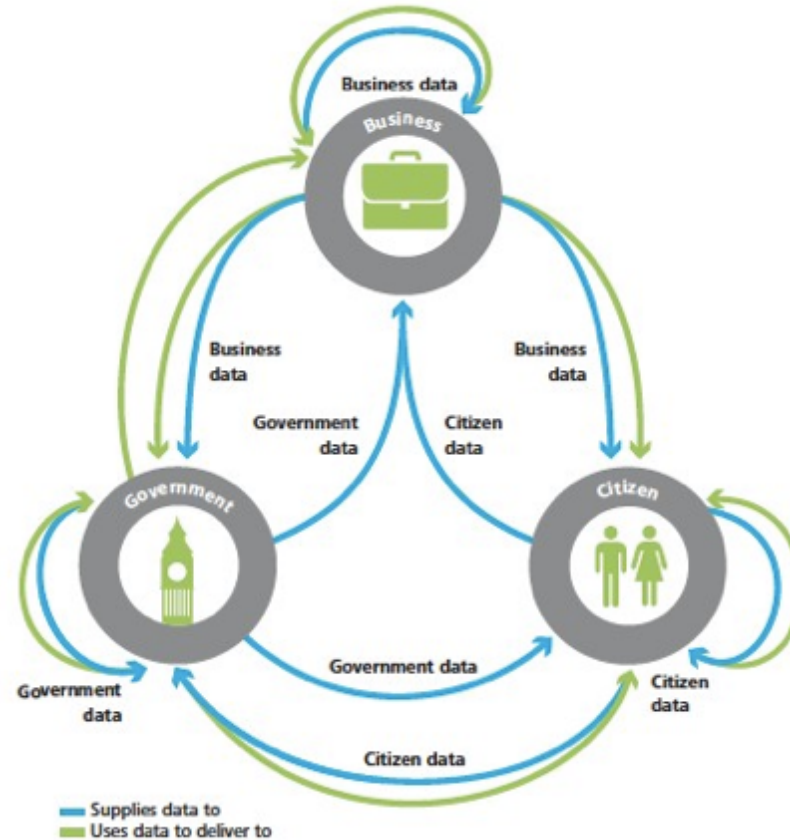 Business data
Business
Business
data
Business
data
Government
data
Citizen
data
Government
Citizen
Government data
Government
data
Citizen
data
Citizen data
Supplies data to
Uses data to deliver to